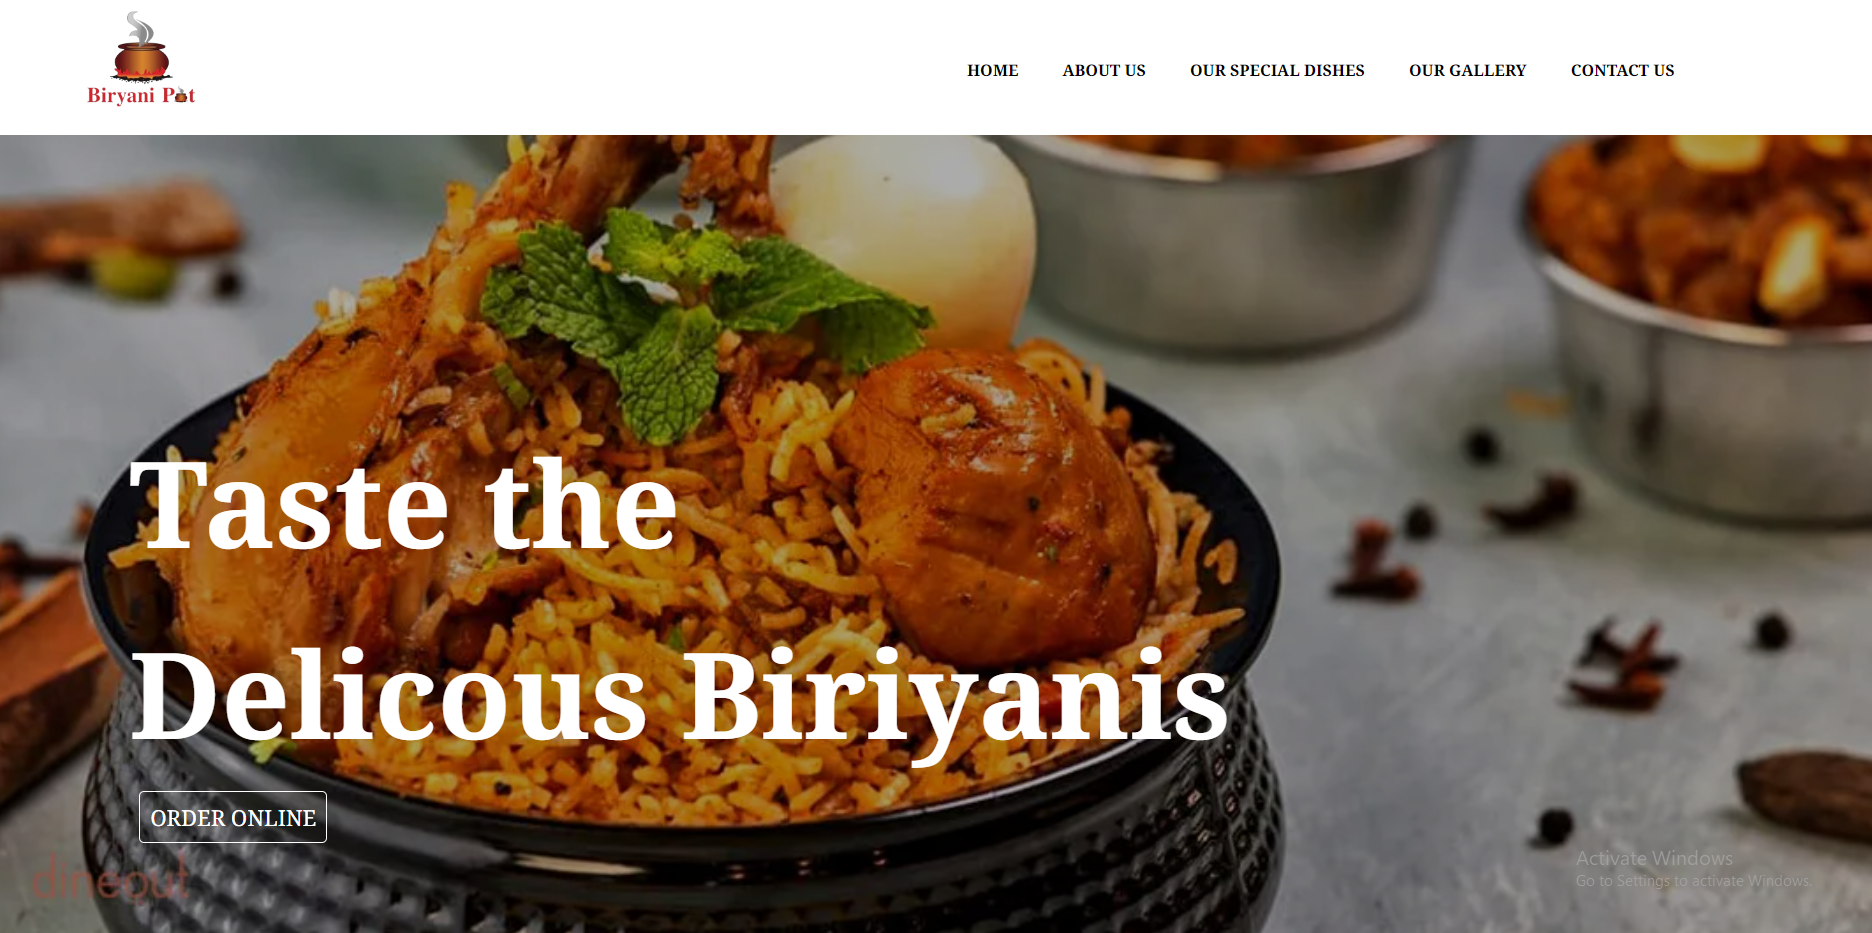 Biryani Pot
HOME ABOUT US OUR SPECIAL DISHES OUR GALLERY CONTACT US
Taste the
Delicous Biriyanis
ORDER ONLINE
dineout
Activate Windows
Go to Settings to activate Windows.